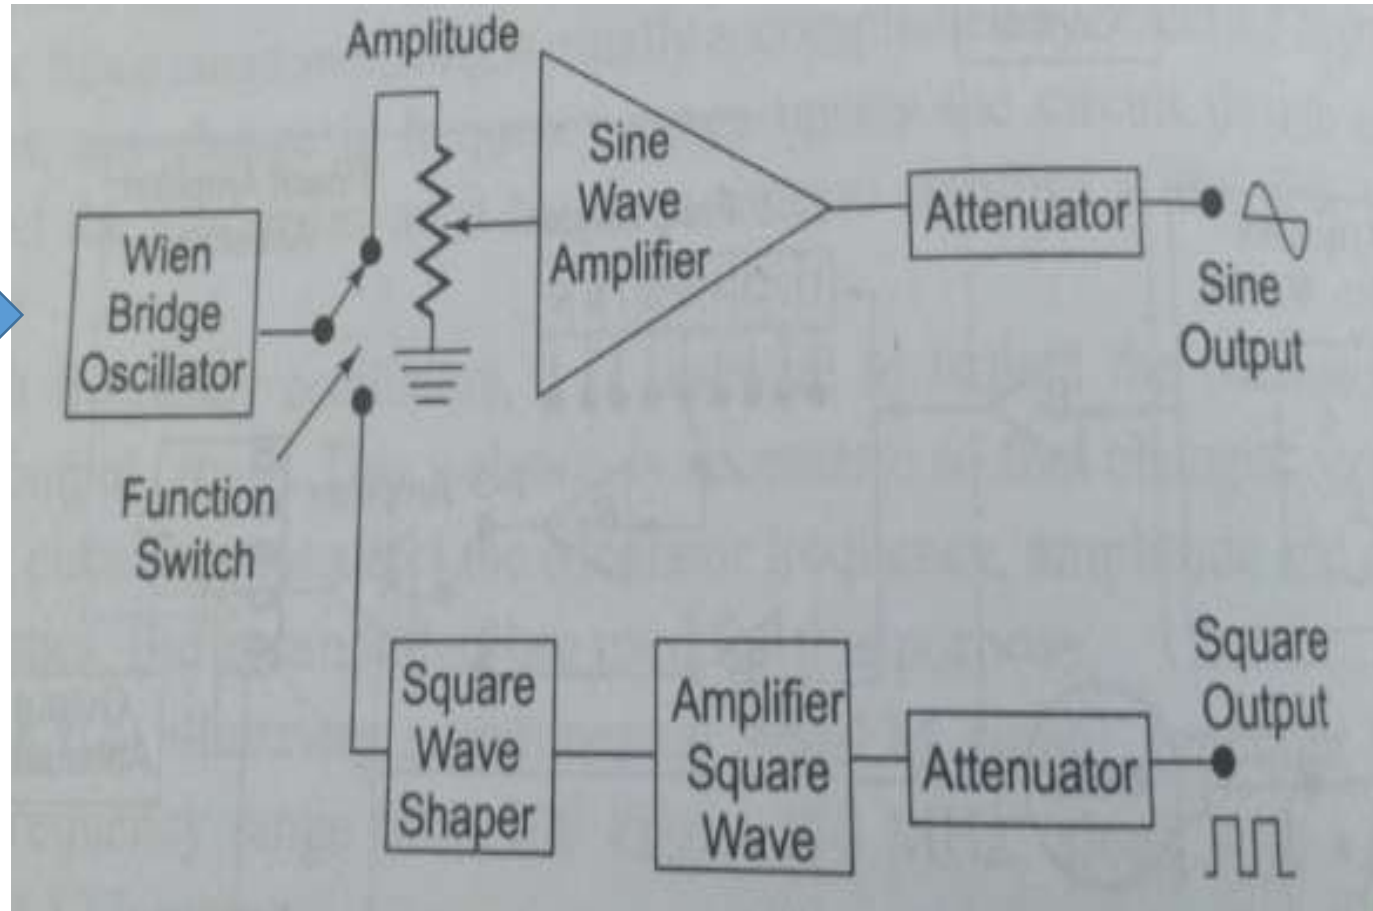 Amplitude
Sine
Wave
Amplifier
Attenuator
Sine
Output
Wien
Bridge
Oscillator
Function
Switch
Square
Wave
Shaper
Amplifier
Square
Wave
Attenuator
Square
Output